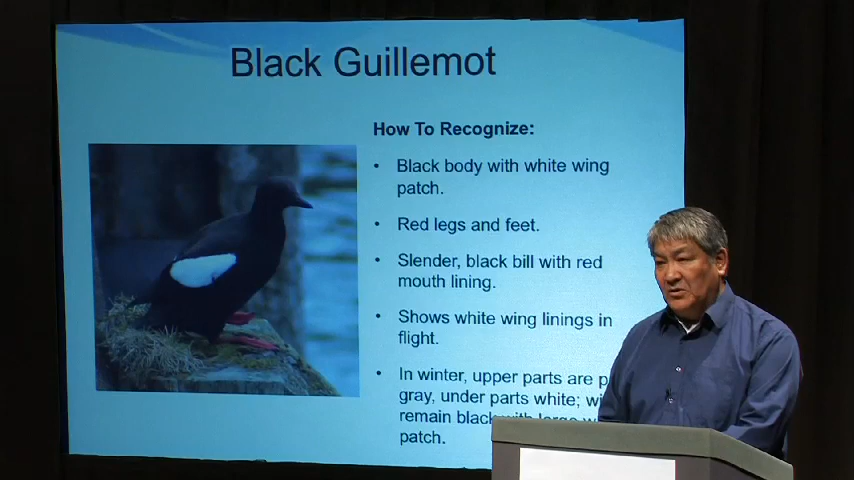 Black Guillemot
How To Recognize:
• Black body with white wing
patch.
• Red legs and feet.
• Slender, black bill with red
mouth lining.
• Shows white wing linings in
flight.
• In winter, upper parts are
gray, under parts white;
remain black with large
patch.